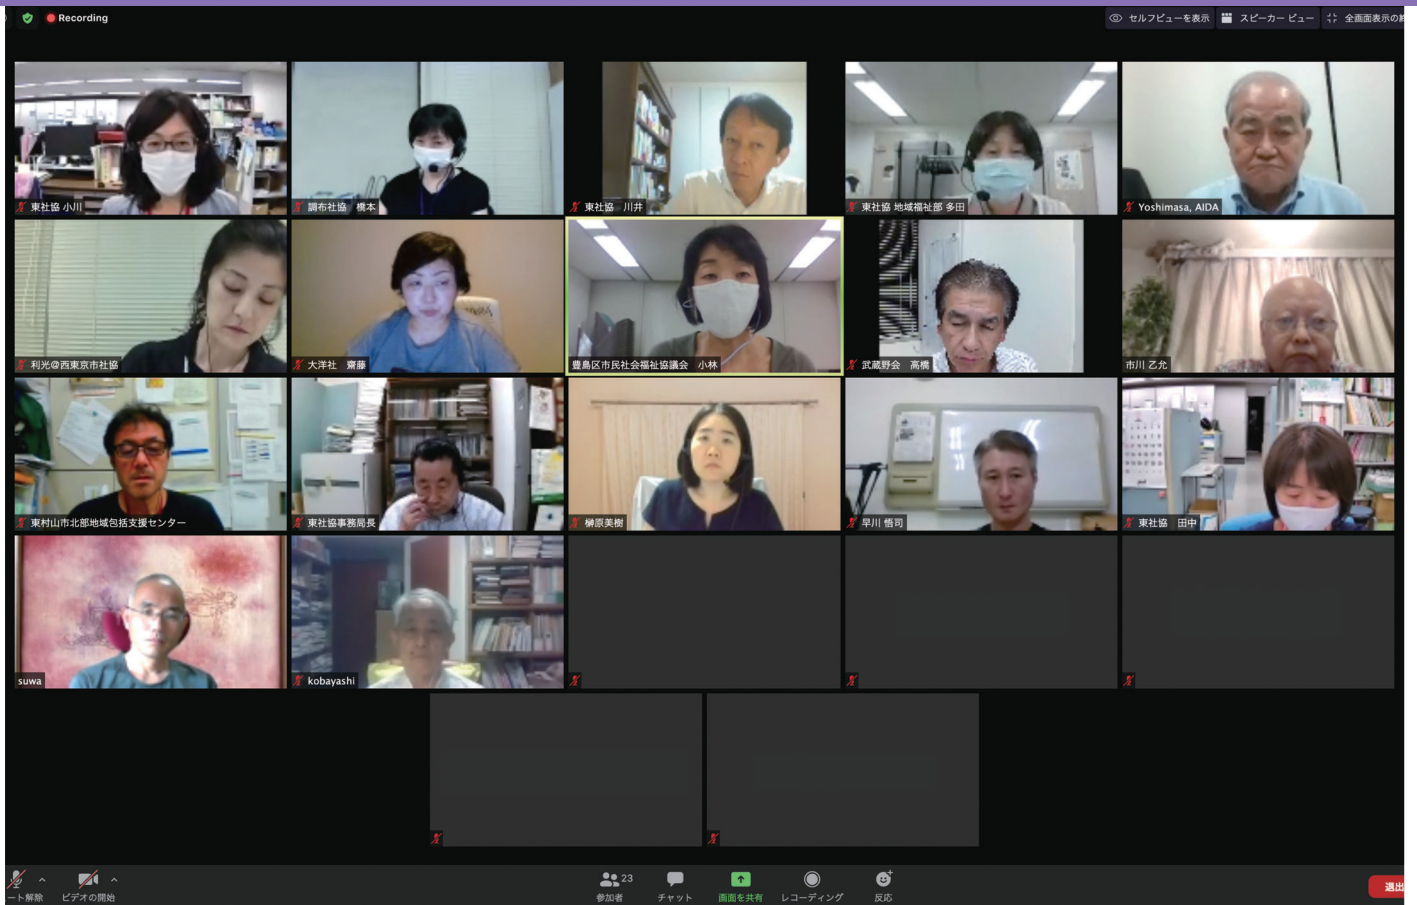 Recording
セルフビューを表示
スピーカー ビュー
全画面表示の
東社協 小川
調布社協 橋本
東社協 川井
東社協 地域福祉部 多田
Yoshimasa, AIDA
利光@西東京市社協
大洋社 齋藤
豊島区市民社会福祉協議会 小林
武蔵野会 高橋
市川 乙允
東村山市北部地域包括支援センター
東社協事務局長
榊原美樹
早川 悟司
東社協 田中
suwa
kobayashi
ート解除
ビデオの開始
23
参加者
チャット
画面を共有
レコーディング
反応
退出